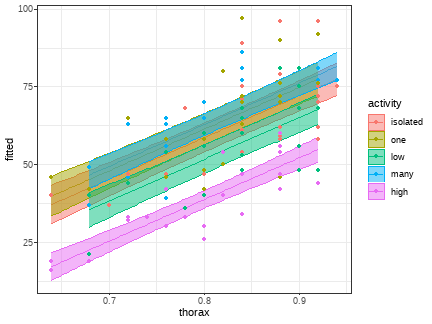 100
75
50
25
fitted
0.7
0.8
0.9
thorax
activity
isolated
one
low
many
high